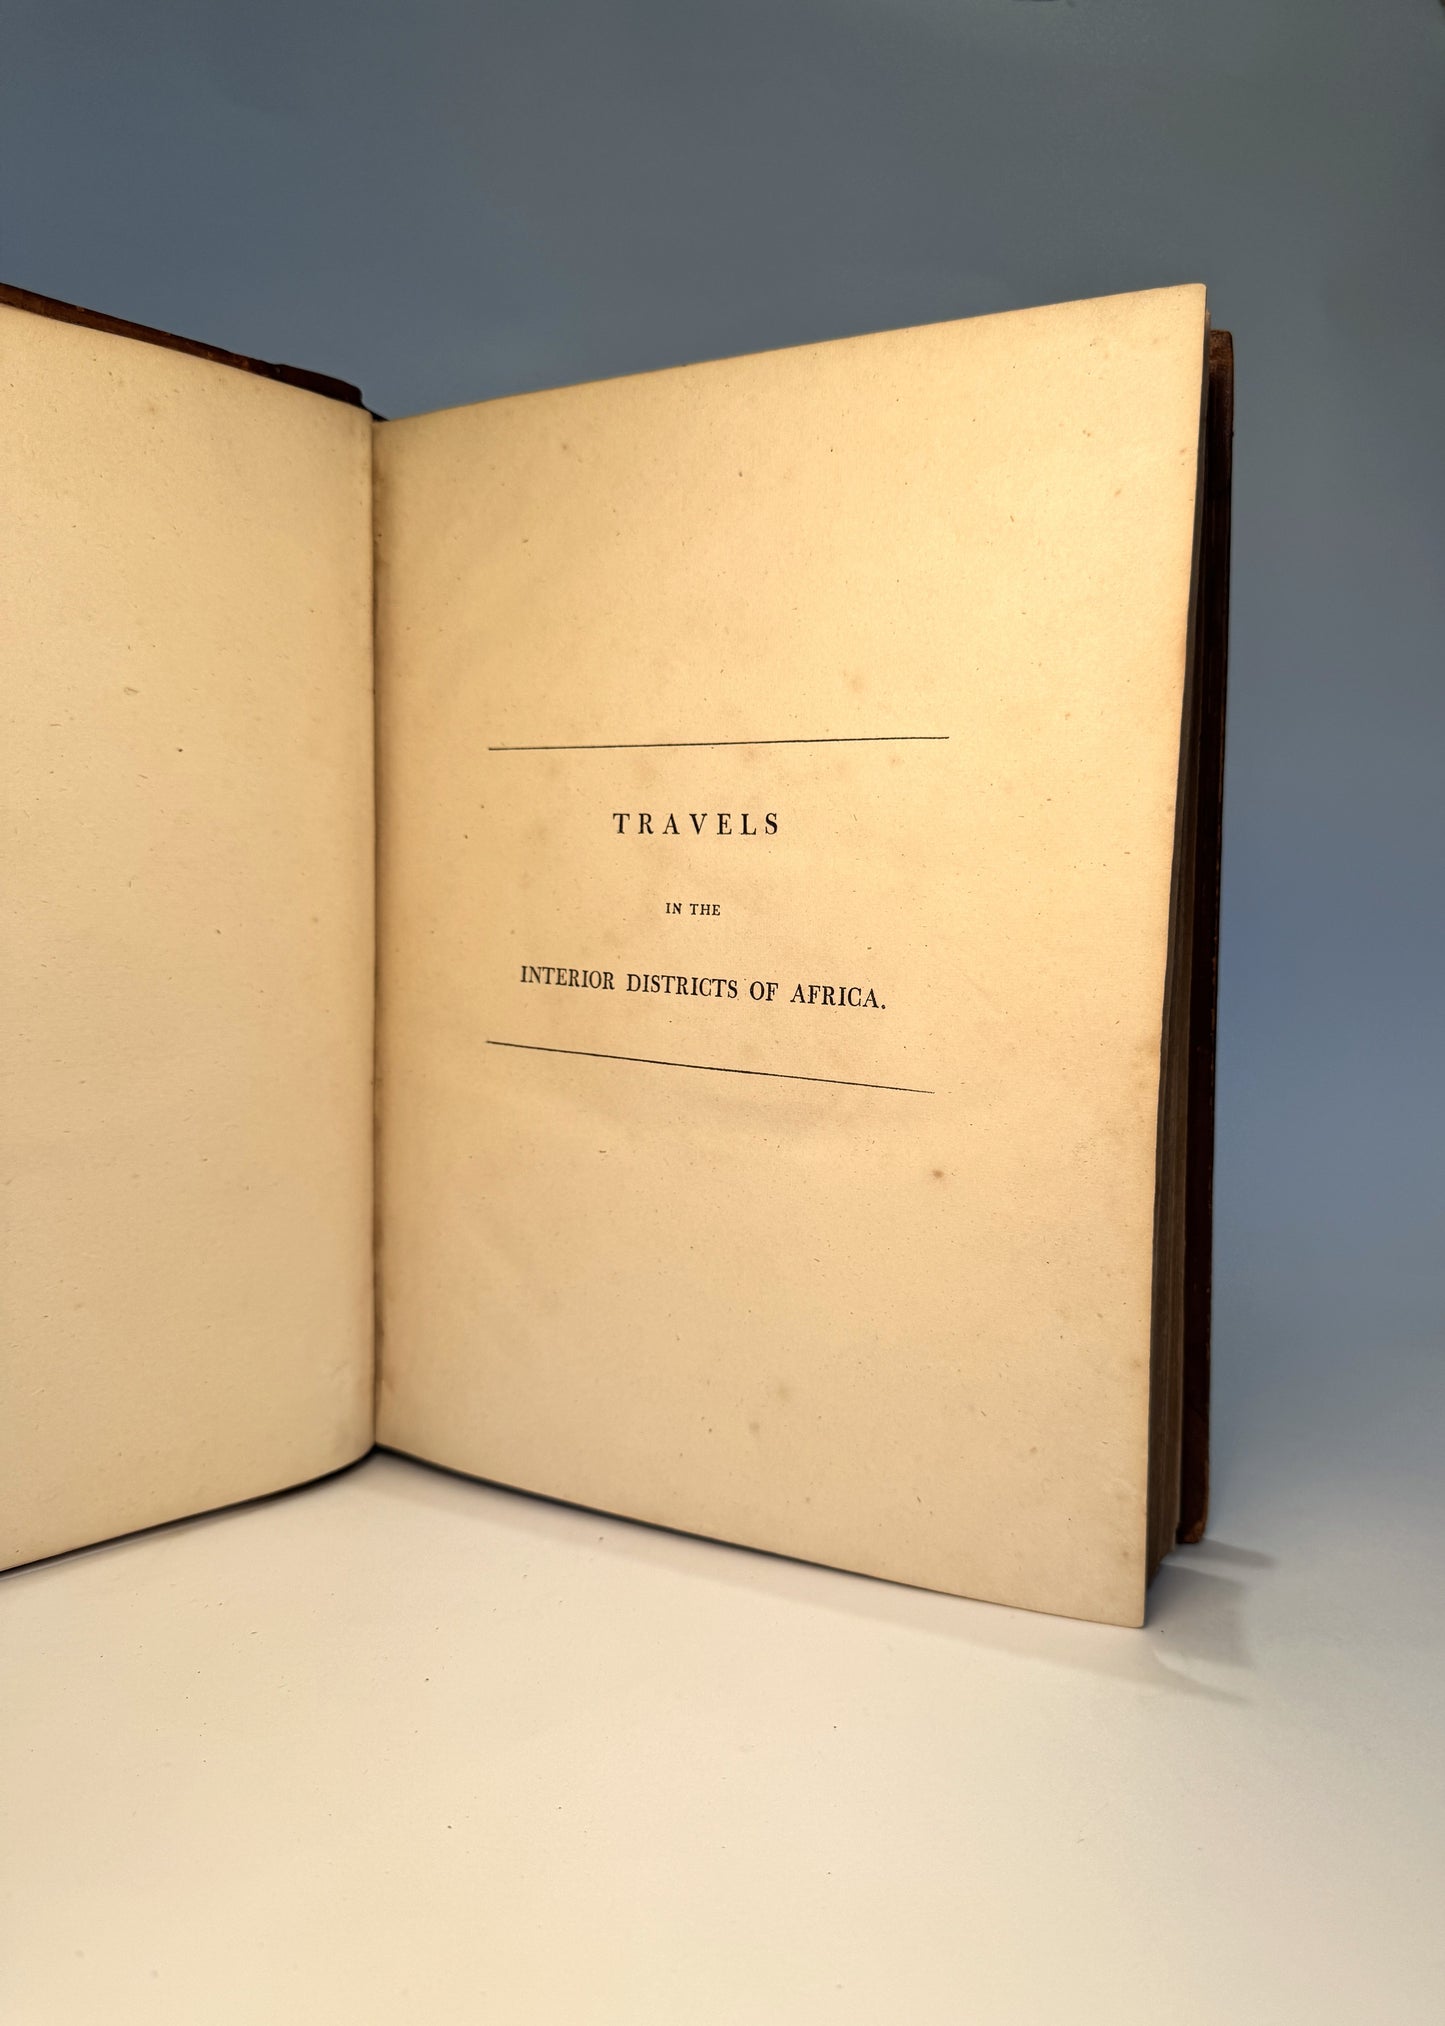 TRAVELS
IN THE
INTERIOR DISTRICTS OF AFRICA.